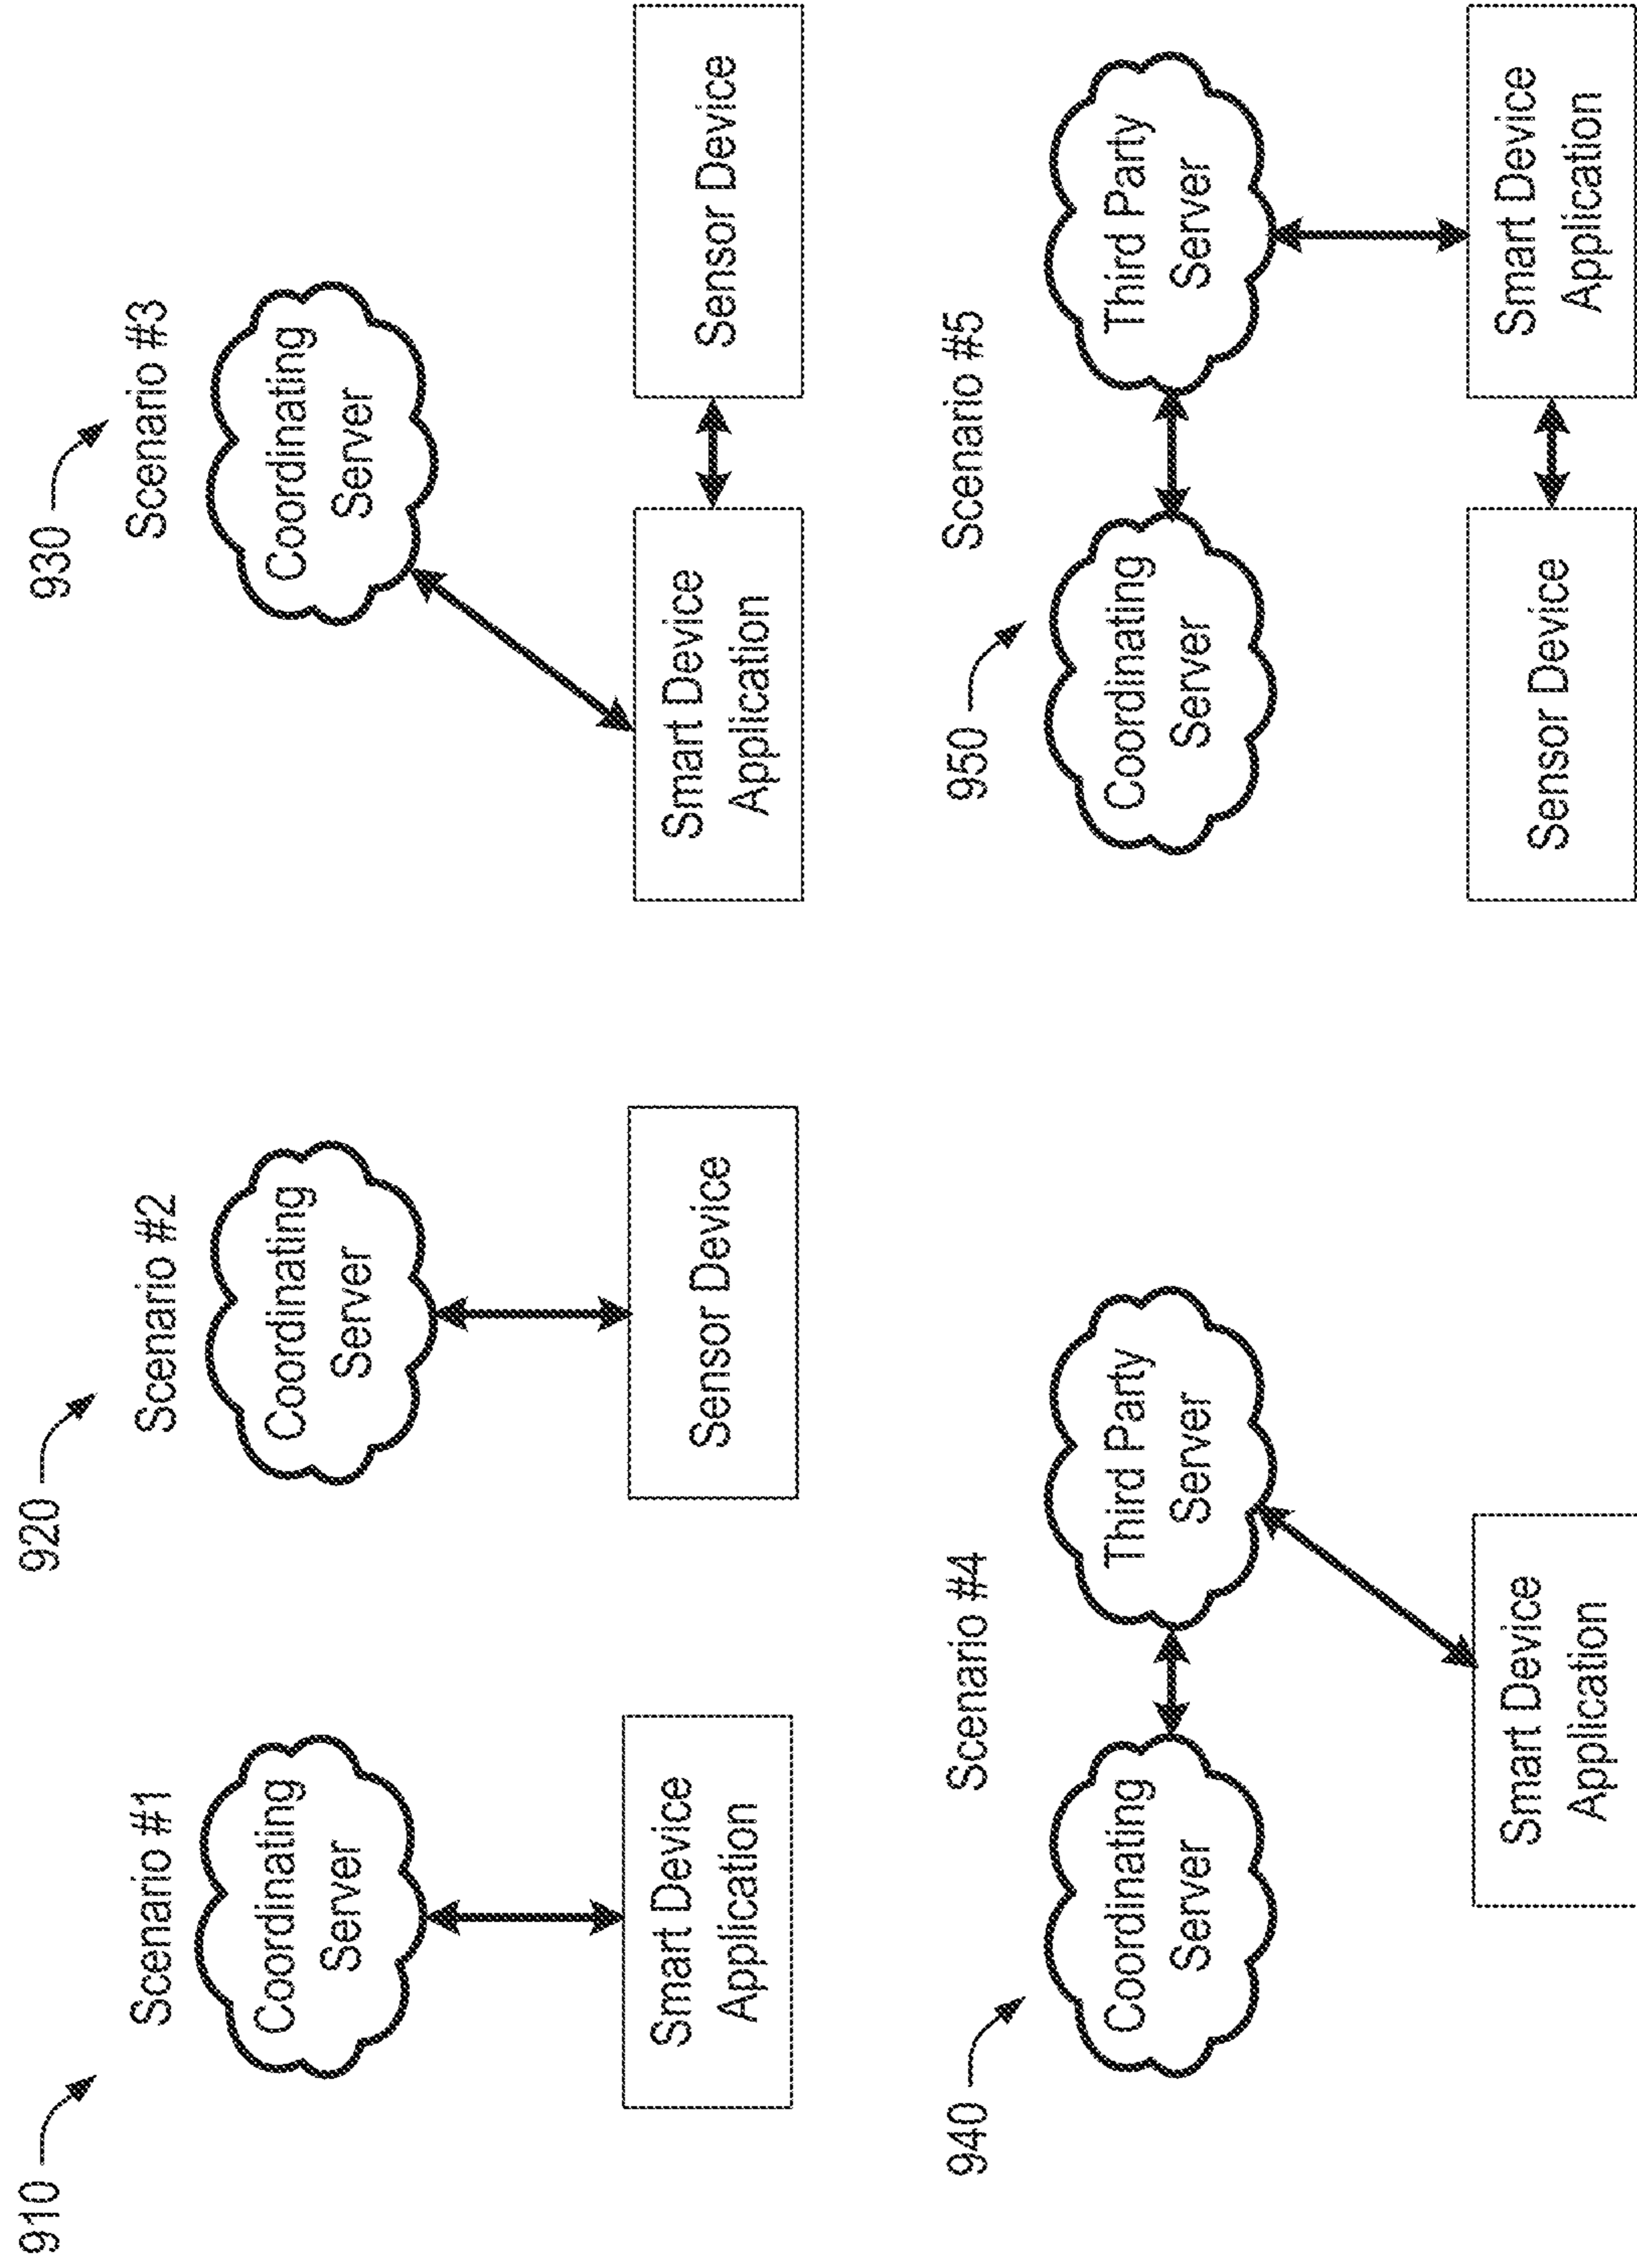 910
Scenario #1
Coordinating
Server
Smart Device
Application
920
Scenario #2
Coordinating
Server
Sensor Device
930
Scenario #3
Coordinating
Server
Smart Device
Application
Sensor Device
940
Scenario #4
Coordinating
Server
Third Party
Server
Smart Device
Application
950
Scenario #5
Coordinating
Server
Third Party
Server
Sensor Device
Smart Device
Application